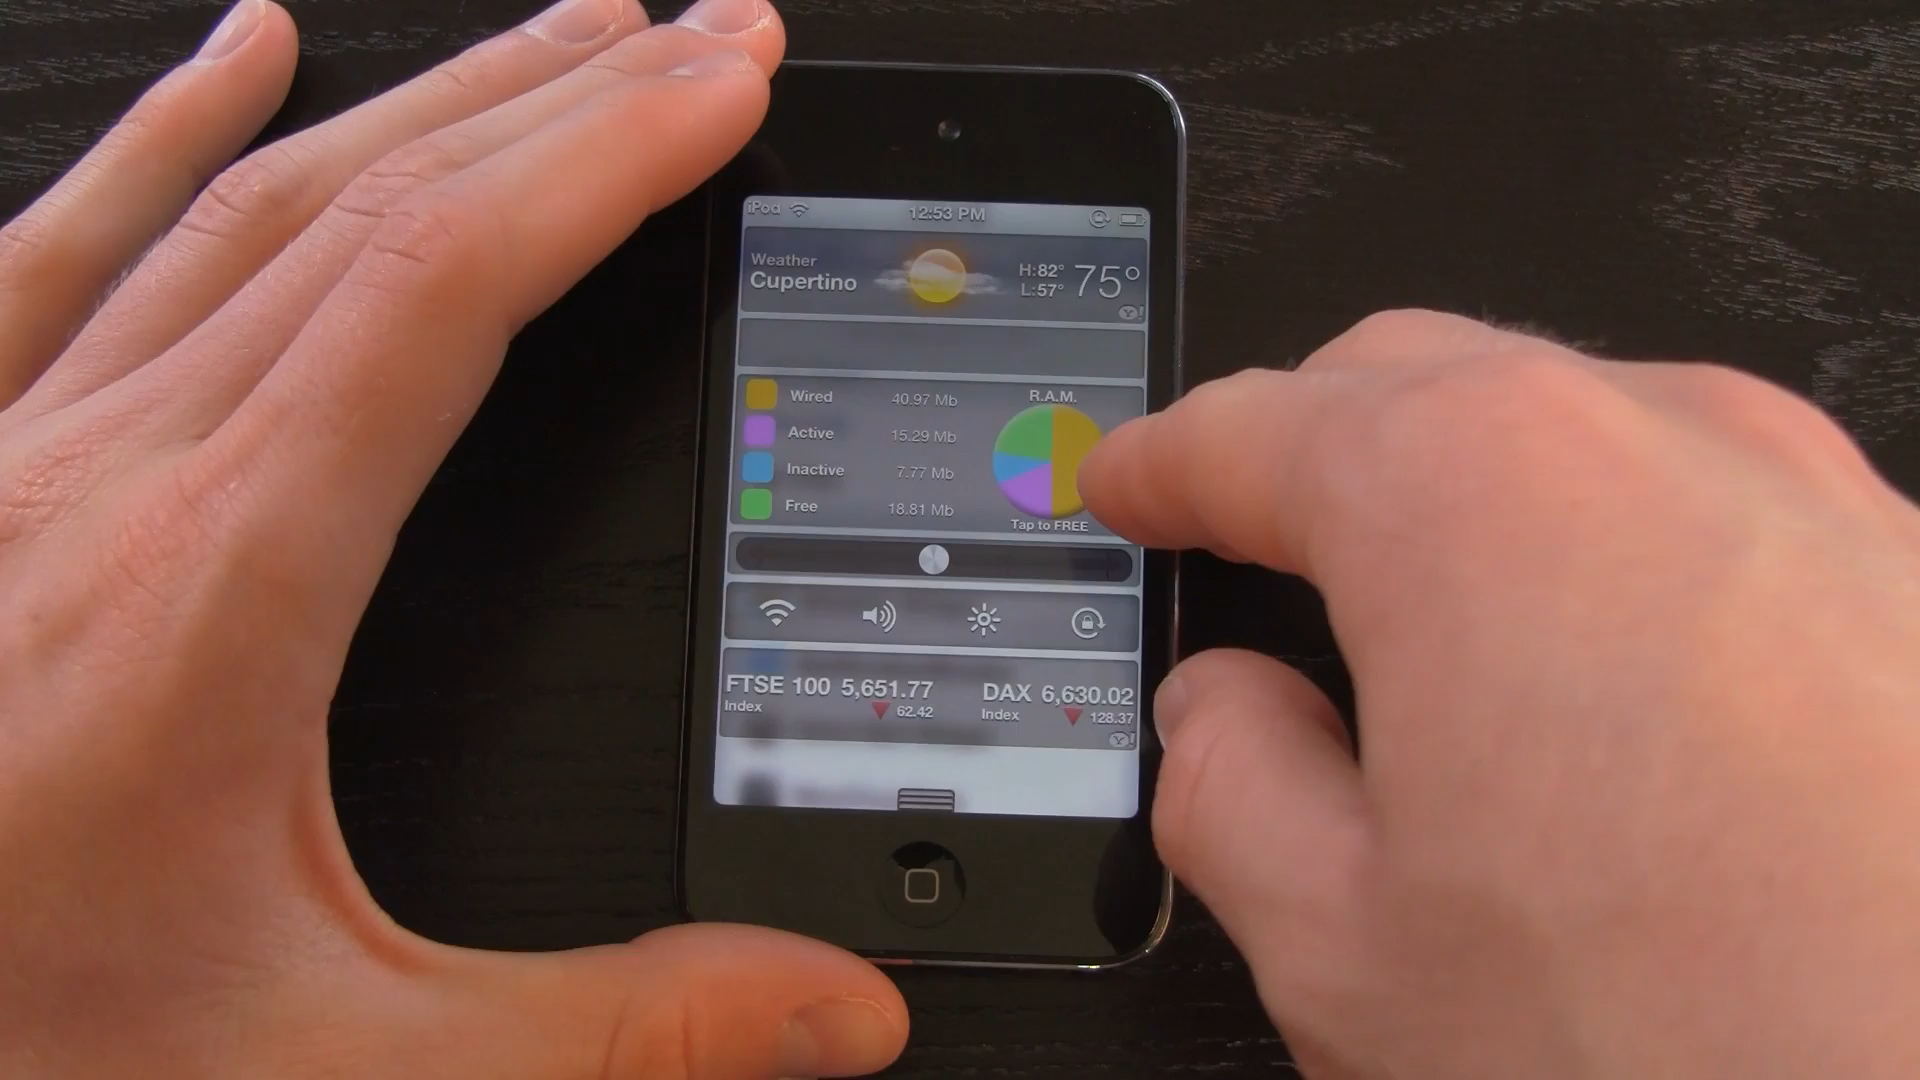 iPod 12:53 PM
Weather
Cupertino
H:82°
L:57°
75°
Y!
R.A.M.
Wired 40.97 Mb
Active 15.29 Mb
Inactive 7.77 Mb
Free 18.81 Mb
Tap to FREE
FTSE 100 5,651.77
Index 62.42
DAX 6,630.02
Index 128.37
Y!